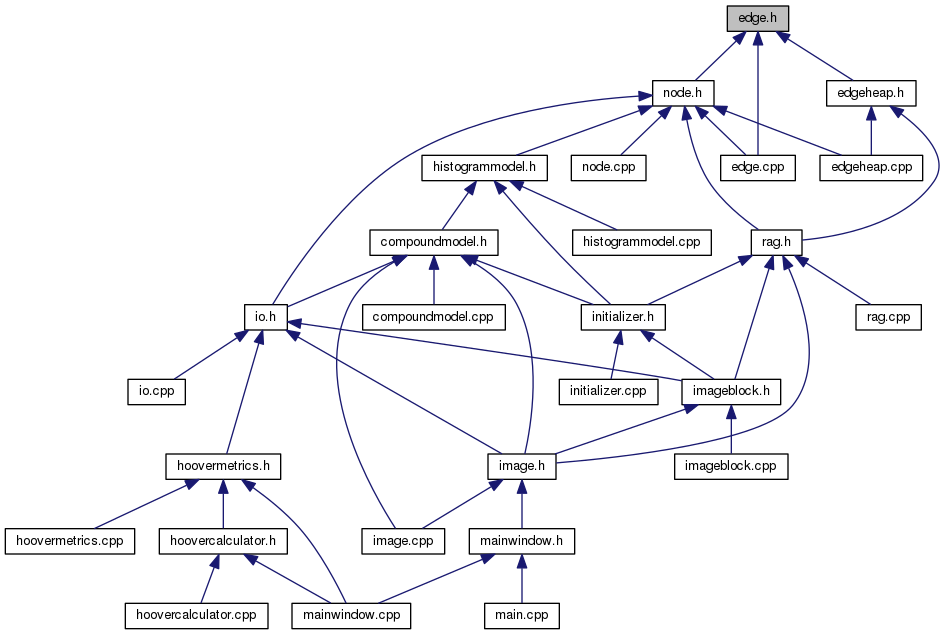 edge.h
node.h
edgeheap.h
histogrammodel.h
node.cpp
edge.cpp
edgeheap.cpp
compoundmodel.h
histogrammodel.cpp
rag.h
io.h
compoundmodel.cpp
initializer.h
rag.cpp
io.cpp
initializer.cpp
imageblock.h
hoovermetrics.h
image.h
imageblock.cpp
hoovermetrics.cpp
hoovercalculator.h
image.cpp
mainwindow.h
hoovercalculator.cpp
mainwindow.cpp
main.cpp